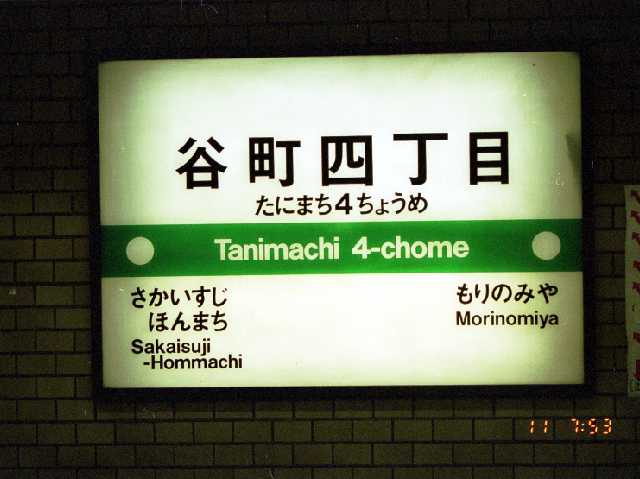 谷町四丁目
たにまち4ちょうめ
Tanimachi 4-chome
さかいすじ
ほんまち
Sakaisuji
-Hommachi
もりのみや
Morinomiya
11 7:53